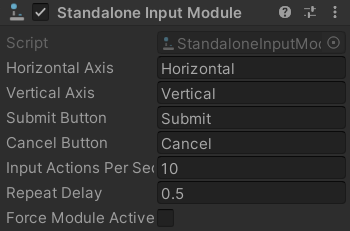 Standalone Input Module
Script StandaloneInputMo
Horizontal Axis Horizontal
Vertical Axis Vertical
Submit Button Submit
Cancel Button Cancel
Input Actions Per Sec 10
Repeat Delay 0.5
Force Module Active